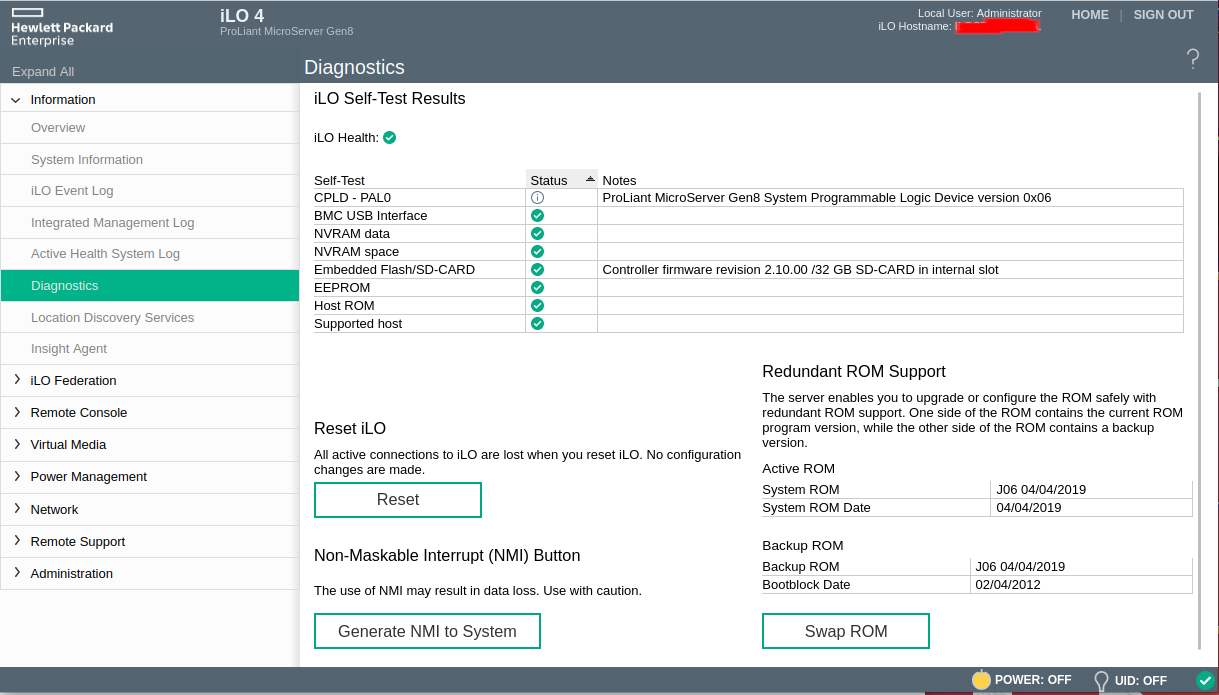 Hewlett Packard
Enterprise
iLO 4
ProLiant MicroServer Gen8
Local User: Administrator
iLO Hostname:
HOME | SIGN OUT
Expand All
Diagnostics
?
Information
Overview
System Information
iLO Event Log
Integrated Management Log
Active Health System Log
Diagnostics
Location Discovery Services
Insight Agent
iLO Federation
Remote Console
Virtual Media
Power Management
Network
Remote Support
Administration
iLO Self-Test Results
iLO Health:
Self-Test Status Notes
CPLD - PAL0 ProLiant MicroServer Gen8 System Programmable Logic Device version 0x06
BMC USB Interface
NVRAM data
NVRAM space
Embedded Flash/SD-CARD Controller firmware revision 2.10.00 /32 GB SD-CARD in internal slot
EEPROM
Host ROM
Supported host
Reset iLO
All active connections to iLO are lost when you reset iLO. No configuration
changes are made.
Reset
Non-Maskable Interrupt (NMI) Button
The use of NMI may result in data loss. Use with caution.
Generate NMI to System
Redundant ROM Support
The server enables you to upgrade or configure the ROM safely with
redundant ROM support. One side of the ROM contains the current ROM
program version, while the other side of the ROM contains a backup
version.
Active ROM
System ROM J06 04/04/2019
System ROM Date 04/04/2019
Backup ROM
Backup ROM J06 04/04/2019
Bootblock Date 02/04/2012
Swap ROM
POWER: OFF
UID: OFF